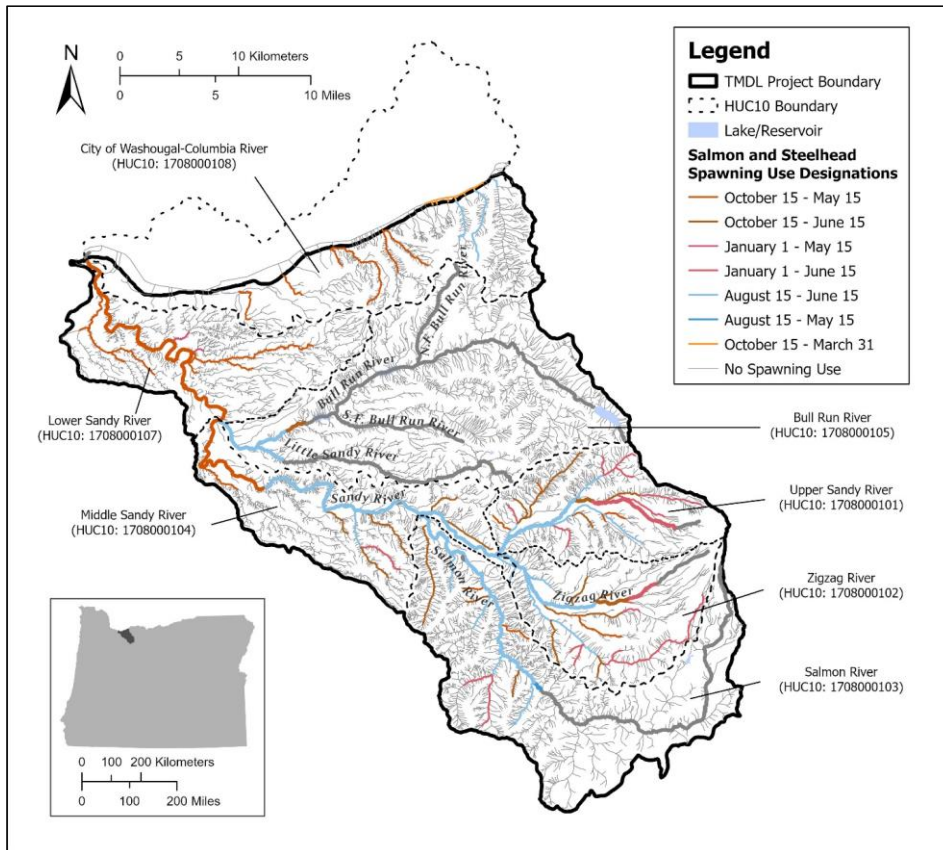 N
0 5 10 Kilometers
0 5 10 Miles
Legend
TMDL Project Boundary
HUC10 Boundary
Lake/Reservoir
Salmon and Steelhead
Spawning Use Designations
October 15 - May 15
October 15 - June 15
January 1 - May 15
January 1 - June 15
August 15 - June 15
August 15 - May 15
October 15 - March 31
No Spawning Use
City of Washougal-Columbia River
(HUC10: 1708000108)
Lower Sandy River
(HUC10: 1708000107)
Middle Sandy River
(HUC10: 1708000104)
Bull Run River
(HUC10: 1708000105)
Upper Sandy River
(HUC10: 1708000101)
Zigzag River
(HUC10: 1708000102)
Salmon River
(HUC10: 1708000103)
N.F. Bull Run River
Bull Run River
S.F. Bull Run River
Little Sandy River
Sandy River
Salmon River
Zigzag River
0 100 200 Kilometers
0 100 200 Miles